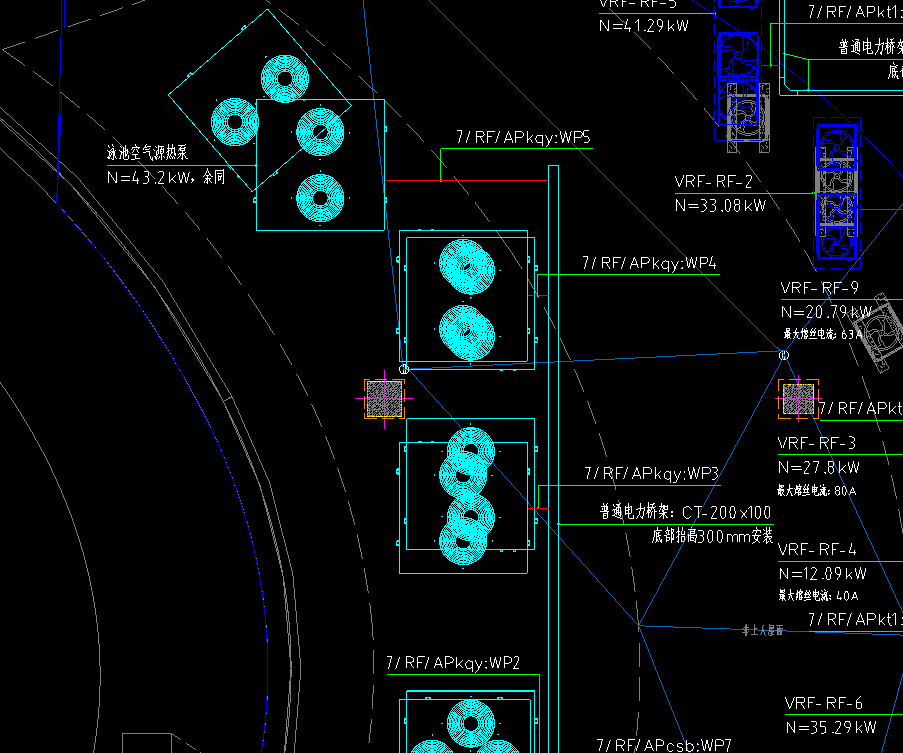 VRF-RF-5
N=41.29kW
7/RF/APkt1:
普通电力桥架
7/RF/APkqy:WP5
泳池空气源热泵
N=43.2kW，余同
VRF-RF-2
N=33.08kW
7/RF/APkqy:WP4
VRF-RF-9
N=20.79kW
最大熔丝电流：63A
7/RF/APkt
VRF-RF-3
N=27.8kW
最大熔丝电流：80A
7/RF/APkqy:WP3
普通电力桥架：CT-200x100
底部抬高300mm安装
VRF-RF-4
N=12.09kW
最大熔丝电流：40A
7/RF/APkt1:
7/RF/APkqy:WP2
VRF-RF-6
N=35.29kW
7/RF/APcsb:WP7